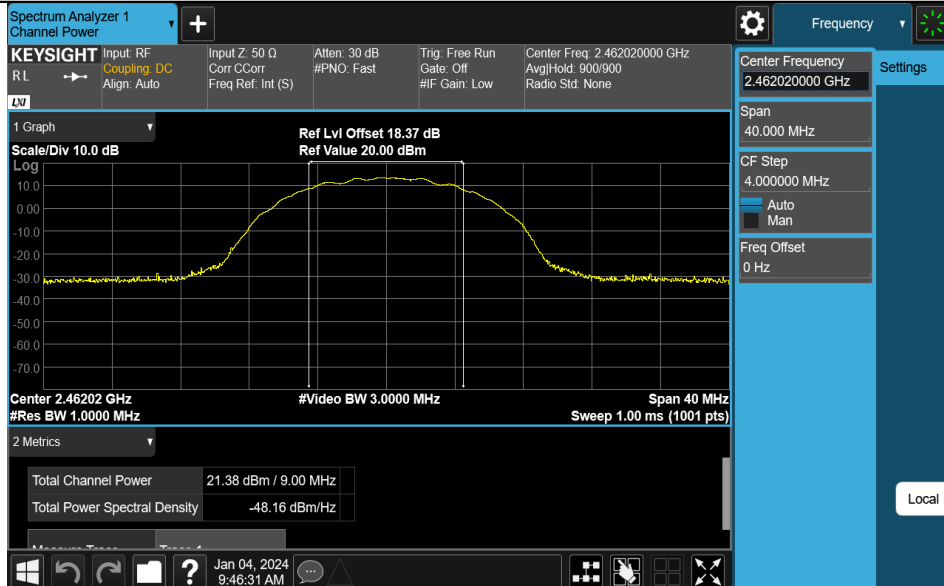 Spectrum Analyzer 1
Channel Power
+
Frequency
KEYSIGHT
R L
LXI
Input: RF
Coupling: DC
Align: Auto
Input Z: 50 Ω
Corr CCorr
Freq Ref: Int (S)
Atten: 30 dB
#PNO: Fast
Trig: Free Run
Gate: Off
#IF Gain: Low
Center Freq: 2.462020000 GHz
Avg|Hold: 900/900
Radio Std: None
Center Frequency
2.462020000 GHz
Settings
Span
40.000 MHz
CF Step
4.000000 MHz
Auto
Man
Freq Offset
0 Hz
Local
1 Graph
Scale/Div 10.0 dB
Ref Lvl Offset 18.37 dB
Ref Value 20.00 dBm
Log
10.0
0.00
-10.0
-20.0
-30.0
-40.0
-50.0
-60.0
-70.0
Center 2.46202 GHz
#Video BW 3.0000 MHz
Span 40 MHz
#Res BW 1.0000 MHz
Sweep 1.00 ms (1001 pts)
2 Metrics
Total Channel Power 21.38 dBm / 9.00 MHz
Total Power Spectral Density -48.16 dBm/Hz
?
Jan 04, 2024
9:46:31 AM